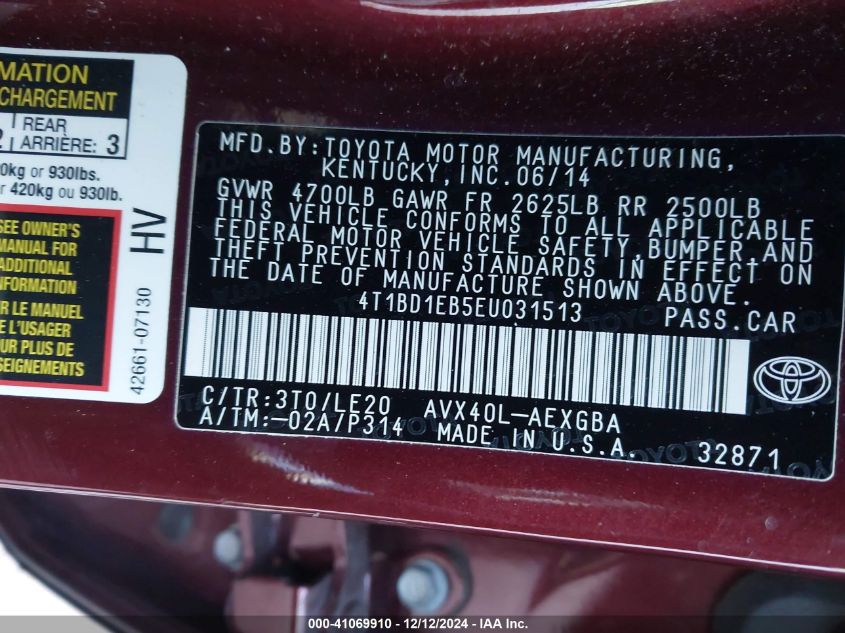 MATION
CHARGEMENT
REAR
ARRIÈRE: 3
kg or 930lbs.
420kg ou 930lb.
SEE OWNER'S
MANUAL FOR
ADDITIONAL
INFORMATION
LE MANUEL
L'USAGER
PLUS DE
HV
42661-07130
MFD.BY:TOYOTA MOTOR MANUFACTURING,
KENTUCKY,INC.06/14
GVWR 4700LB GAWR FR 2625LB RR 2500LB
THIS VEHICLE CONFORMS TO ALL APPLICABLE
FEDERAL MOTOR VEHICLE SAFETY,BUMPER,AND
THEFT PREVENTION STANDARDS IN EFFECT ON
THE DATE OF MANUFACTURE SHOWN ABOVE.
4T1BD1EB5EU031513 PASS.CAR
C/TR:3T0/LE20 AVX40L-AEXGBA
A/TM:-02A/P314 MADE IN U.S.A. 32871
000-41069910 - 12/12/2024 - IAA Inc.